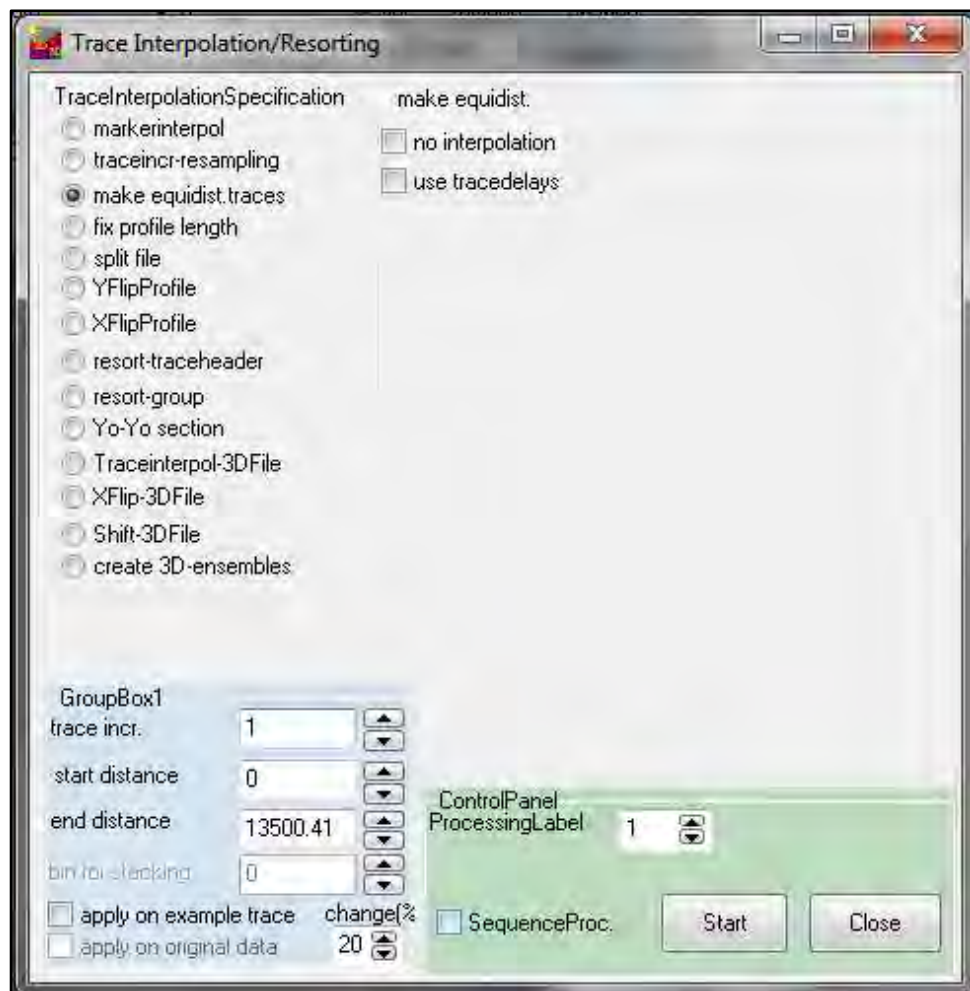 Trace Interpolation/Resorting
TraceInterpolationSpecification
markerinterpol
traceincr-resampling
make equidist.traces
fix profile length
split file
YFlipProfile
XFlipProfile
resort-traceheader
resort-group
Yo-Yo section
Traceinterpol-3DFile
XFlip-3DFile
Shift-3DFile
create 3D-ensembles
make equidist.
no interpolation
use tracedelays
GroupBox1
trace incr. 1
start distance 0
end distance 13500.41
bin for stacking 0
apply on example trace change(%
apply on original data 20
ControlPanel
ProcessingLabel 1
SequenceProc. Start Close